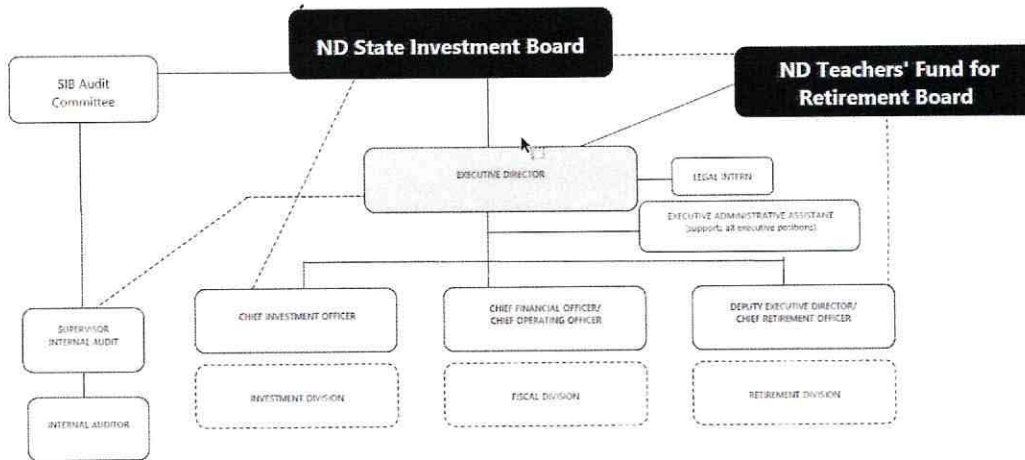 ND State Investment Board
SIB Audit
Committee
ND Teachers' Fund for
Retirement Board
EXECUTIVE DIRECTOR
LEGAL INTERN
EXECUTIVE ADMINISTRATIVE ASSISTANT
(supports all executive positions)
CHIEF INVESTMENT OFFICER
CHIEF FINANCIAL OFFICER/
CHIEF OPERATING OFFICER
DEPUTY EXECUTIVE DIRECTOR/
CHIEF RETIREMENT OFFICER
SUPERVISOR
INTERNAL AUDIT
INVESTMENT DIVISION
FISCAL DIVISION
RETIREMENT DIVISION
INTERNAL AUDITOR